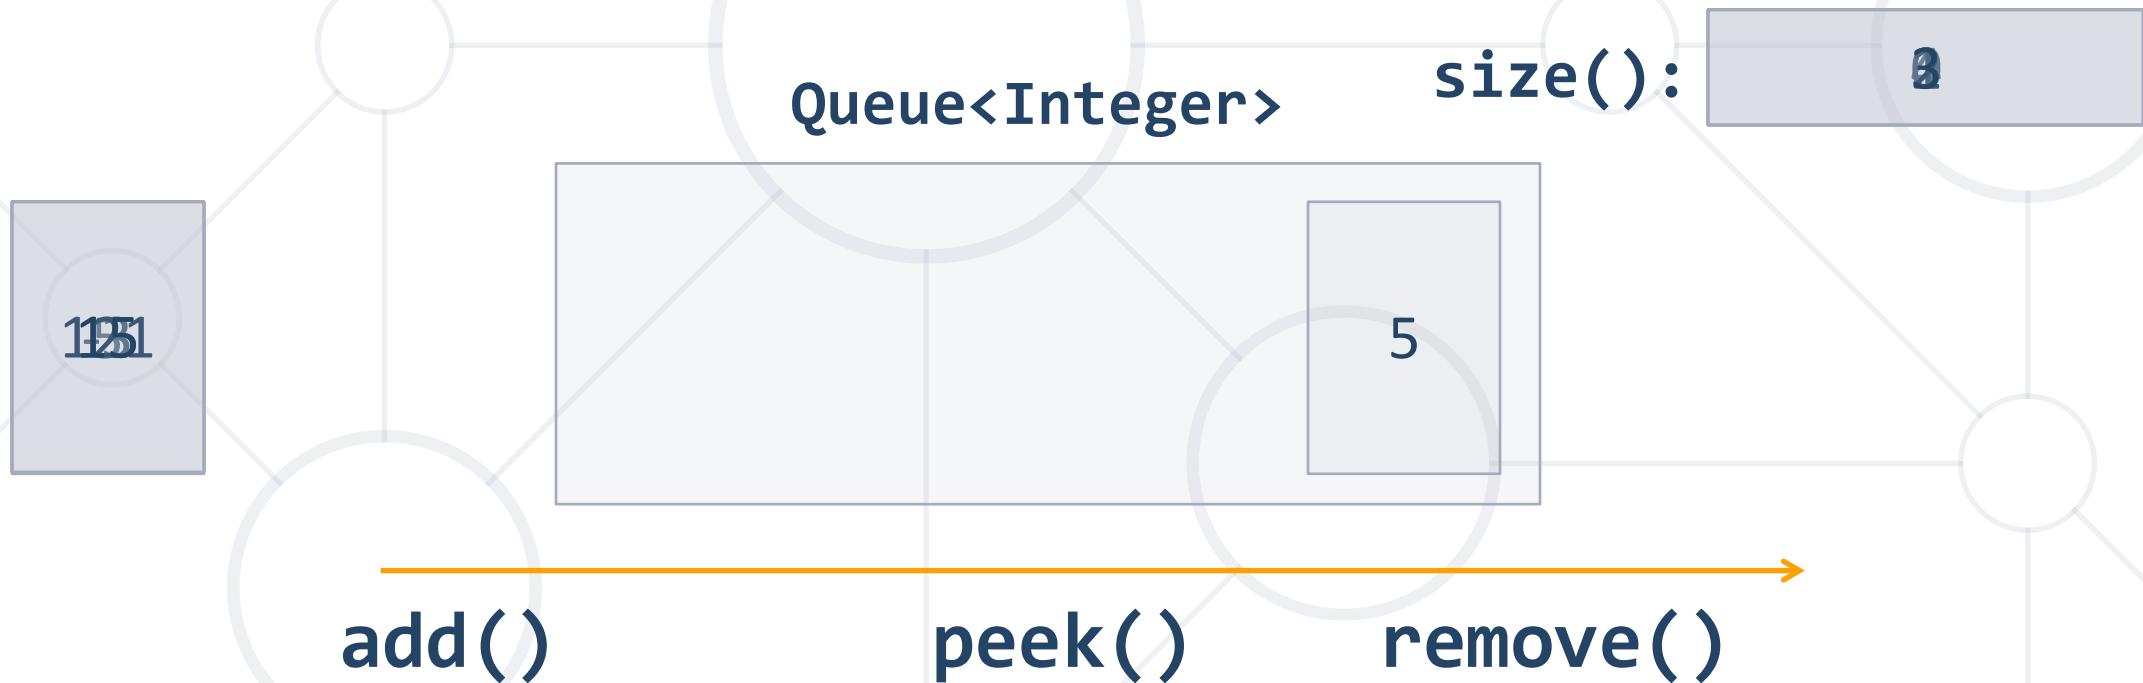 size():
Queue<Integer>
5
add() peek() remove()